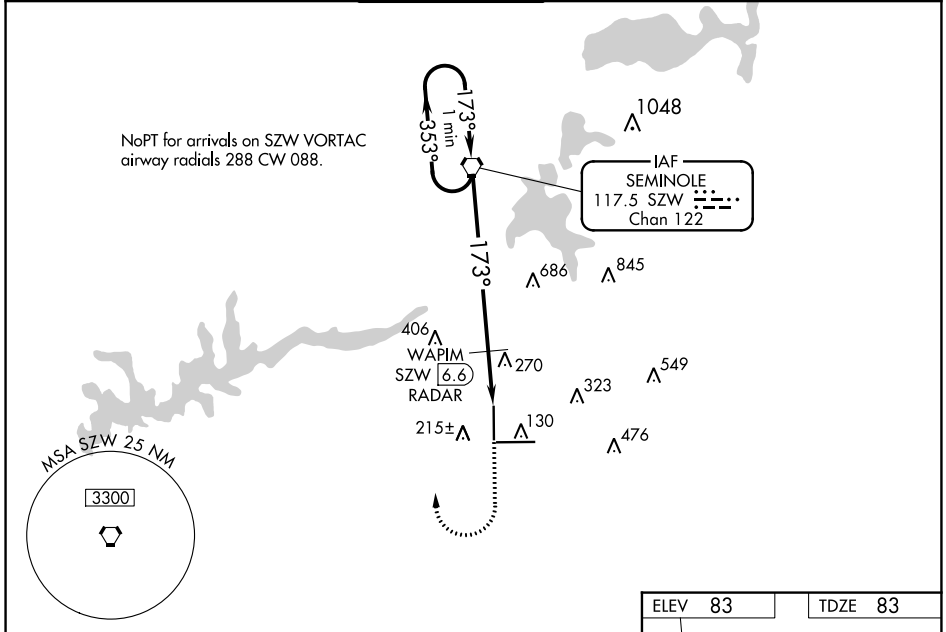 NoPT for arrivals on SZW VORTAC
airway radials 288 CW 088.
173°
1 min
353°
1048
IAF
SEMINOLE
117.5 SZW
Chan 122
173°
686
845
406
WAPIM
SZW 6.6
RADAR
270
323
549
215±
130
476
MSA SZW 25 NM
3300
ELEV 83
TDZE 83